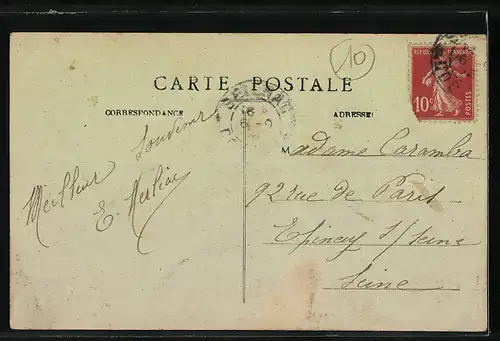 10
RÉPUBLIQUE FRANÇAISE
10c
POSTES
CARTE POSTALE
CORRESPONDANCE
ADRESSE
Meilleur Souvenir
E.
Madame Caramba
92 rue de Paris
Epinay s/Seine
Seine